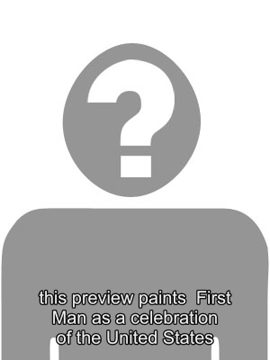 ?
this preview paints  First
Man as a celebration
of the United States